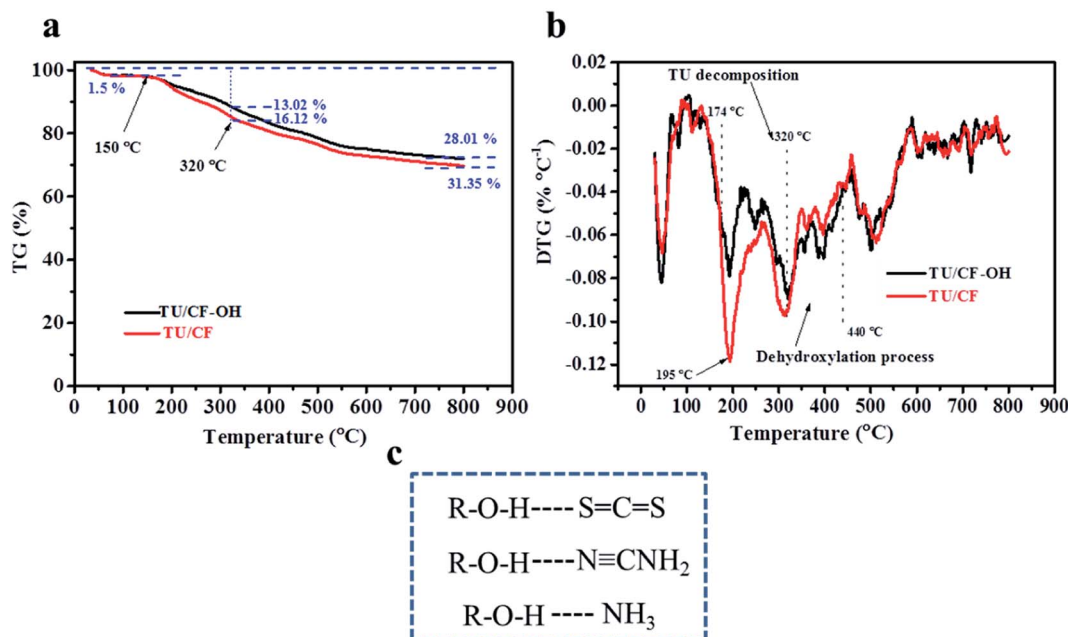 a
100
80
60
40
20
0
TG (%)
1.5 %
150 °C
320 °C
13.02 %
16.12 %
28.01 %
31.35 %
TU/CF-OH
TU/CF
0 100 200 300 400 500 600 700 800 900
Temperature (°C)
b
0.02
0.00
-0.02
-0.04
-0.06
-0.08
-0.10
-0.12
DTG (% °C⁻¹)
TU decomposition
174 °C
320 °C
TU/CF-OH
TU/CF
440 °C
Dehydroxylation process
195 °C
0 100 200 300 400 500 600 700 800 900
Temperature (°C)
c
R-O-H----S=C=S
R-O-H----N≡CNH₂
R-O-H ---- NH₃